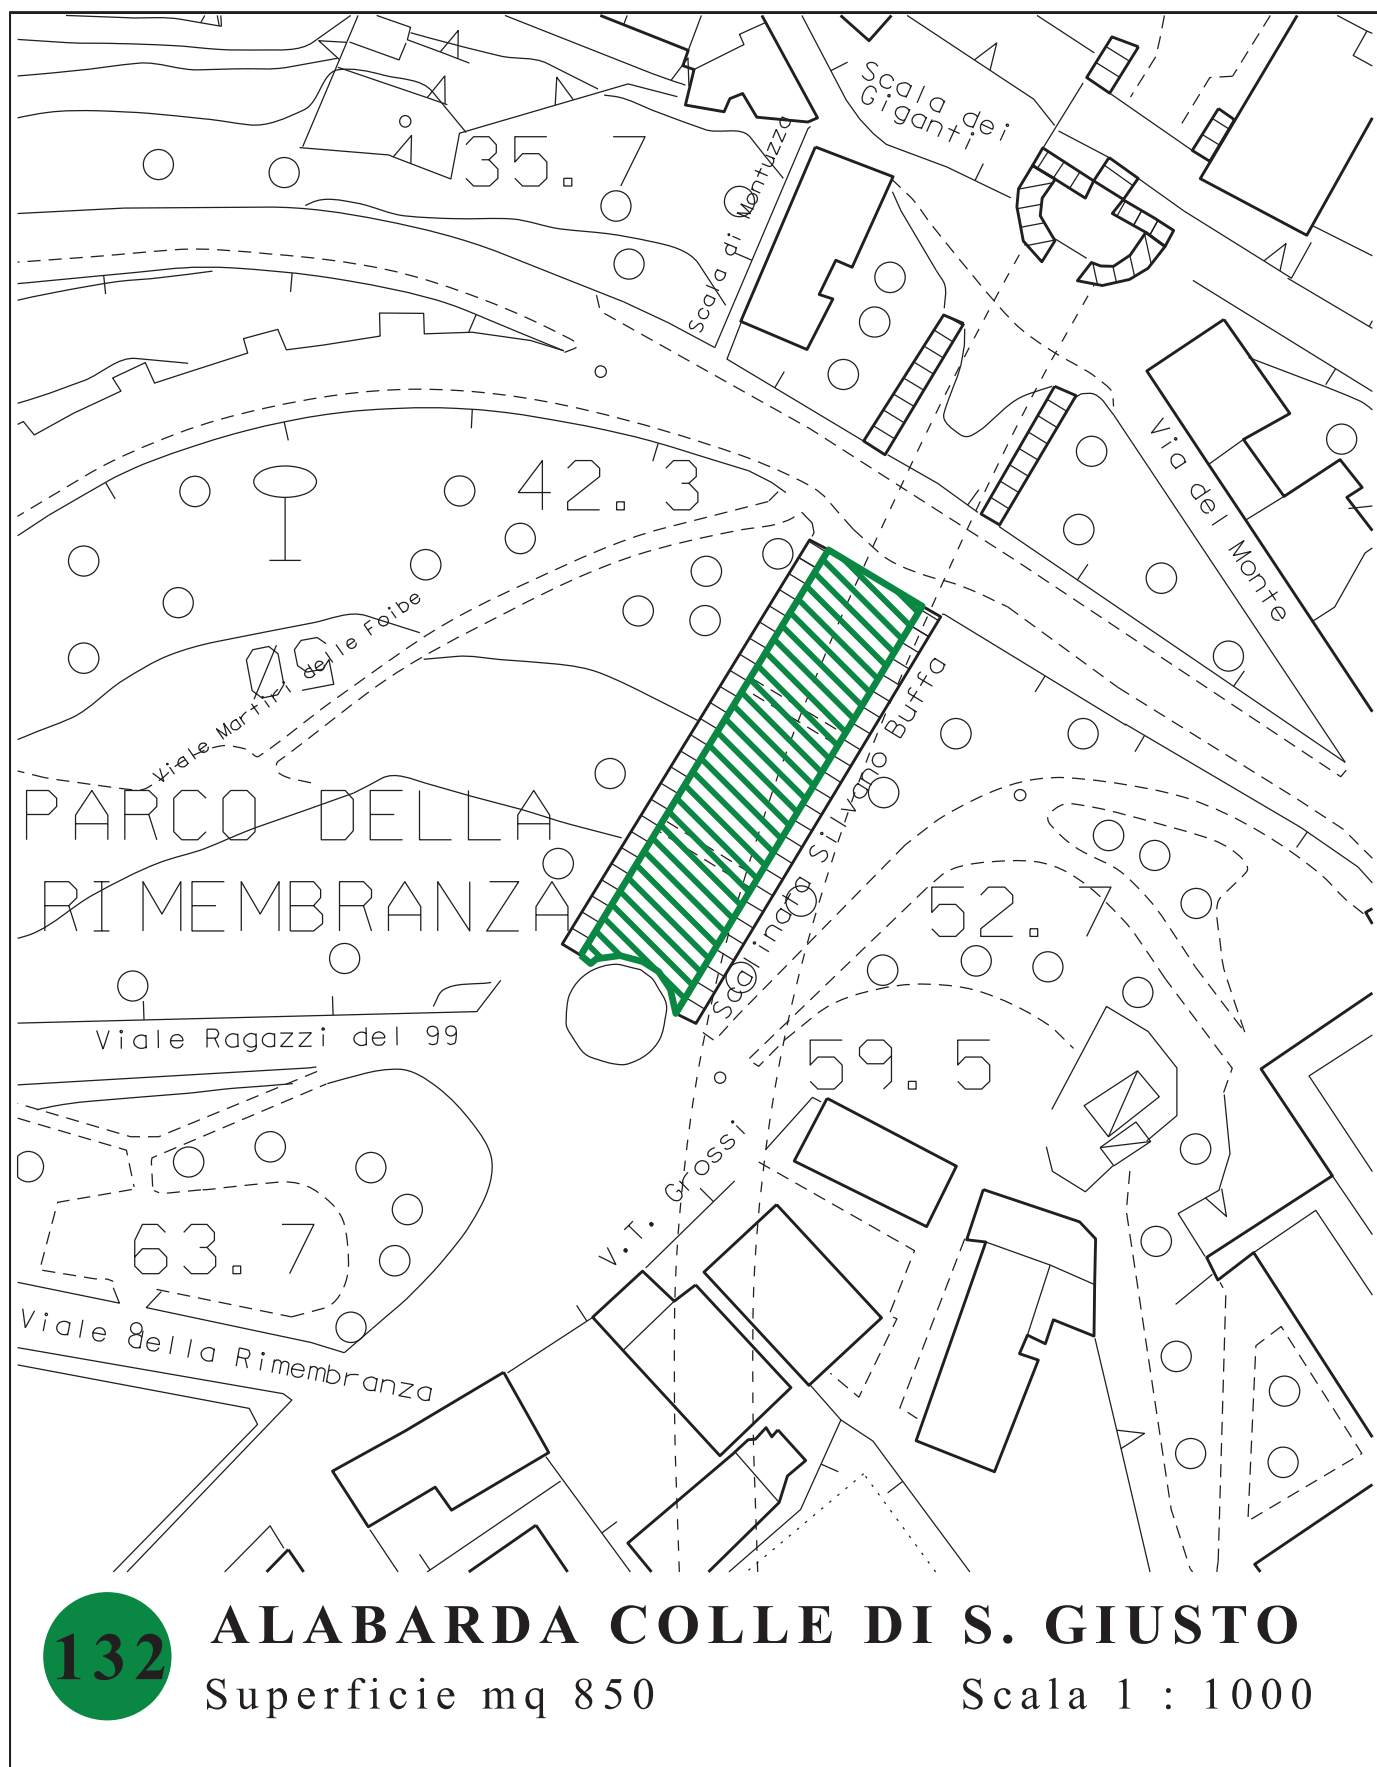 Scala dei
Giganti
35.7
Scala di Montuzza
42.3
Via del Monte
Viale Martiri delle Foibe
Scalinata Silvano Buffa
PARCO DELLA
RIMEMBRANZA
52.7
Viale Ragazzi del 99
59.5
V.T. Grossi
63.7
Viale della Rimembranza
132
ALABARDA COLLE DI S. GIUSTO
Superficie mq 850
Scala 1 : 1000